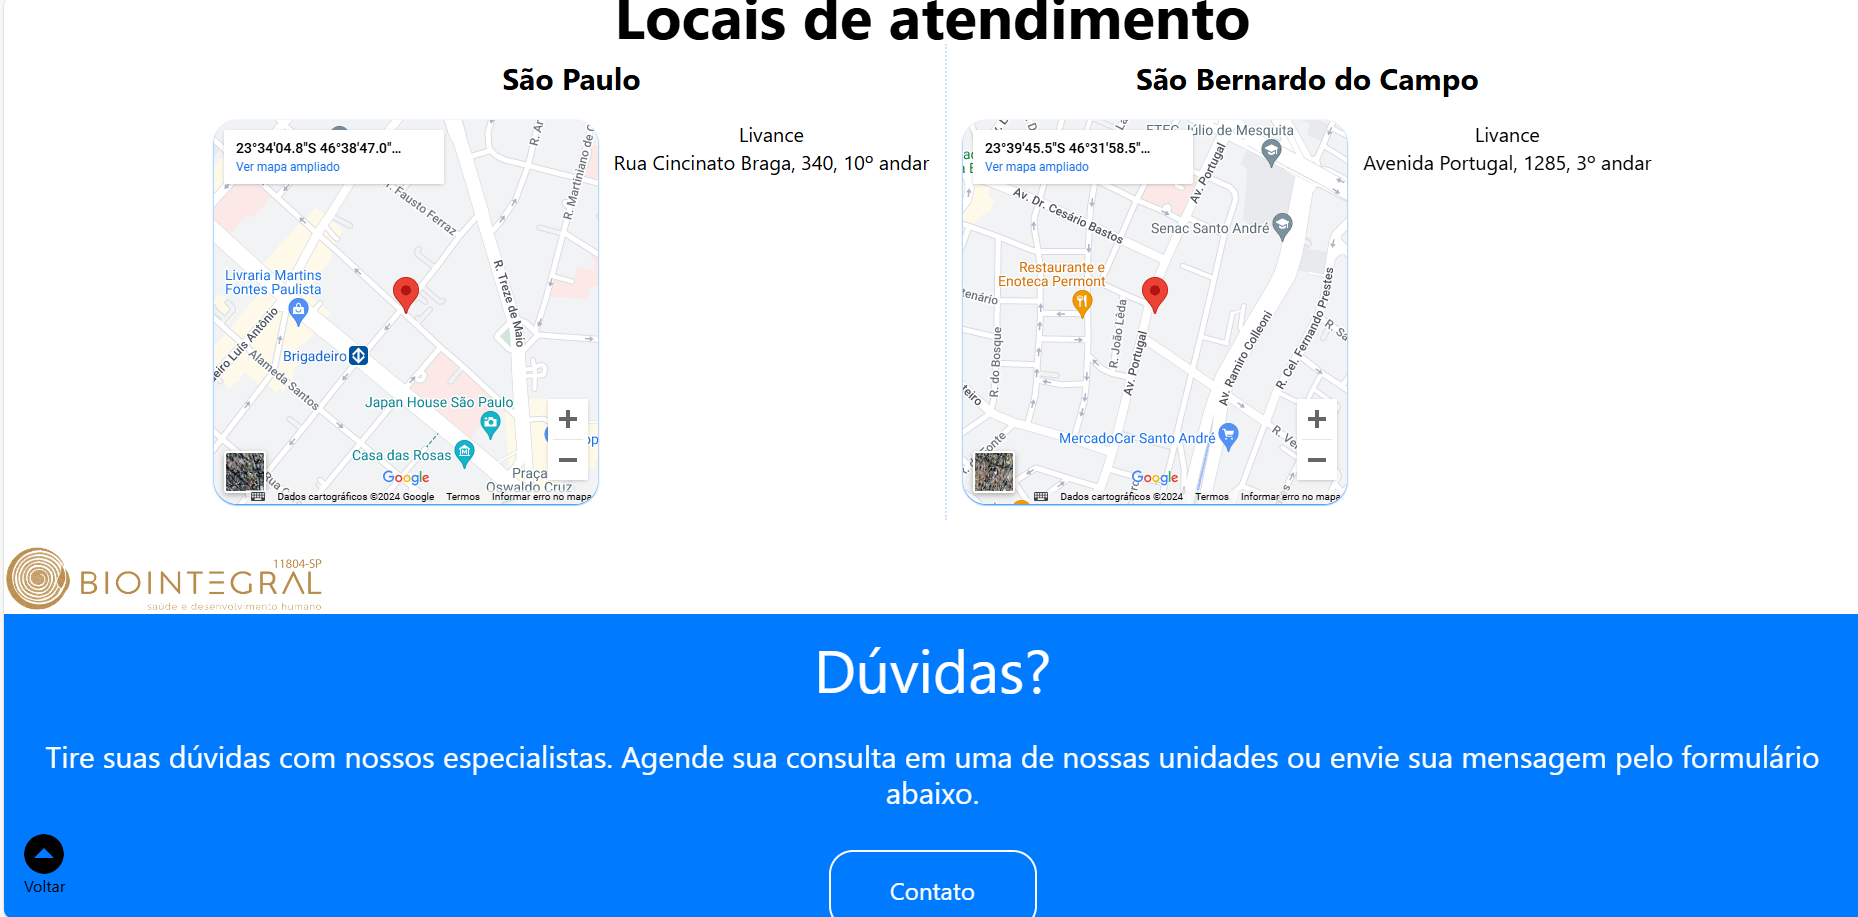 Locais de atendimento
São Paulo
23°34'04.8"S 46°38'47.0"...
Ver mapa ampliado
R. Martiniano de C
Fausto Ferraz
Livraria Martins
Fontes Paulista
R. Treze de Maio
eiro Luís Antônio
Brigadeiro
Alameda Santos
Japan House São Paulo
Casa das Rosas
Praça
Oswaldo Cruz
Google
Dados cartográficos ©2024 Google
Termos
Informar erro no mapa
Livance
Rua Cincinato Braga, 340, 10º andar
São Bernardo do Campo
ETEC Júlio de Mesquita
23°39'45.5"S 46°31'58.5"...
Ver mapa ampliado
Av. Portugal
Av. Dr. Cesário Bastos
Senac Santo André
Restaurante e
Enoteca Permont
enário
R. João Lêda
R. do Bosque
Av. Portugal
Av. Ramiro Colleoni
R. Cel. Fernando Prestes
MercadoCar Santo André
Google
Dados cartográficos ©2024
Termos
Informar erro no mapa
Livance
Avenida Portugal, 1285, 3º andar
11804-SP
BIOINTEGRAL
saúde e desenvolvimento humano
Dúvidas?
Tire suas dúvidas com nossos especialistas. Agende sua consulta em uma de nossas unidades ou envie sua mensagem pelo formulário
abaixo.
Voltar
Contato